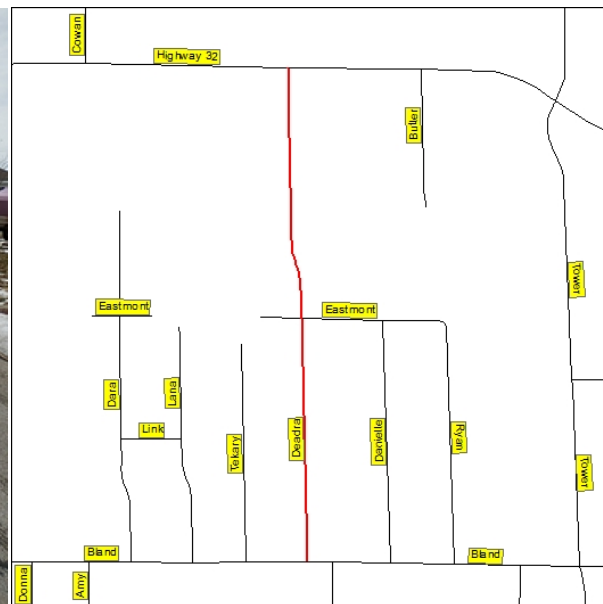 Cowan
Highway 32
Butler
Tower
Eastmont
Eastmont
Dara
Lana
Link
Tekary
Deadra
Danielle
Ryan
Tower
Bland
Bland
Donna
Amy